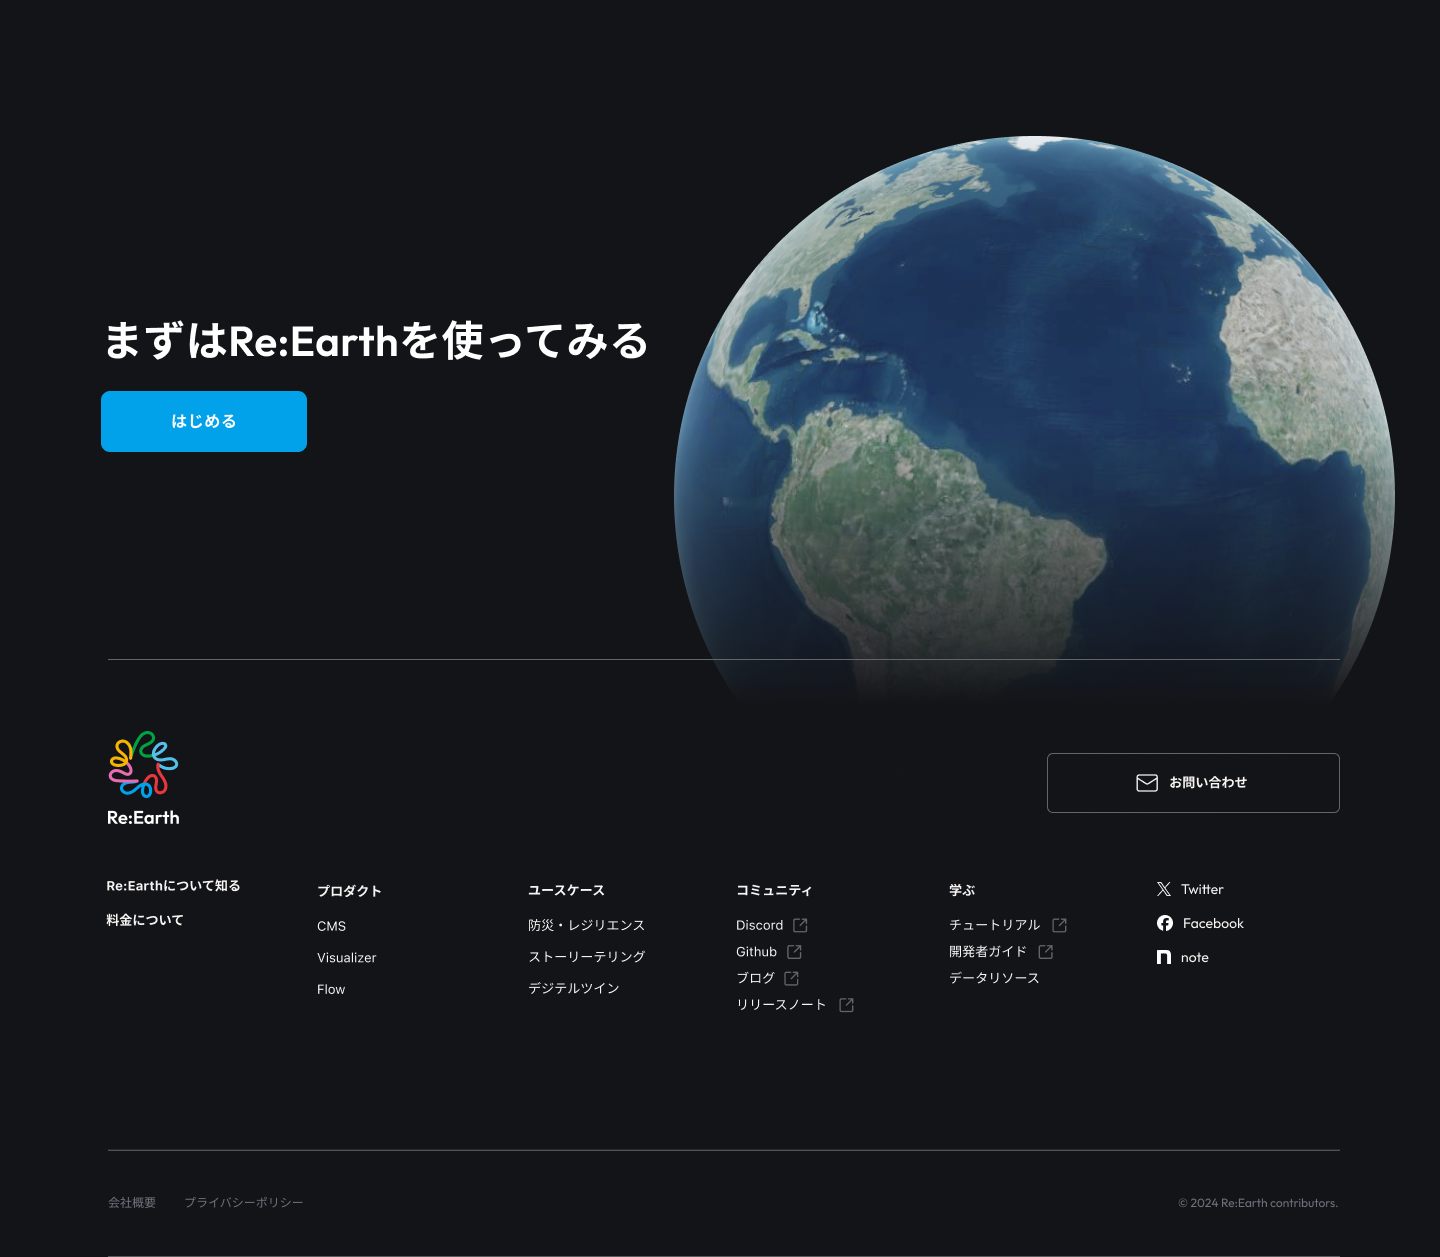 まずはRe:Earthを使ってみる
はじめる
Re:Earth
お問い合わせ
Re:Earthについて知る
料金について
プロダクト
CMS
Visualizer
Flow
ユースケース
防災・レジリエンス
ストーリーテリング
デジテルツイン
コミュニティ
Discord
Github
ブログ
リリースノート
学ぶ
チュートリアル
開発者ガイド
データリソース
Twitter
Facebook
note
会社概要 プライバシーポリシー
© 2024 Re:Earth contributors.